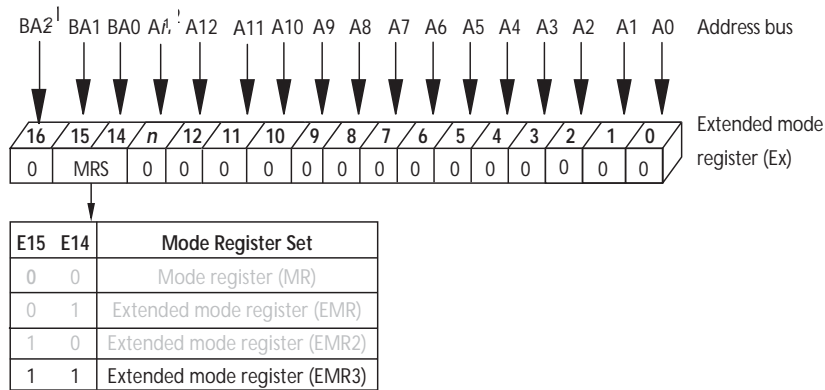 BA2 BA1 BA0 A12 A11 A10 A9 A8 A7 A6 A5 A4 A3 A2 A1 A0 Address bus
16 15 14 n 12 11 10 9 8 7 6 5 4 3 2 1 0 Extended mode
0 MRS 0 0 0 0 0 0 0 0 0 0 0 0 0 0 register (Ex)
E15 E14 Mode Register Set
0 0 Mode register (MR)
0 1 Extended mode register (EMR)
1 0 Extended mode register (EMR2)
1 1 Extended mode register (EMR3)